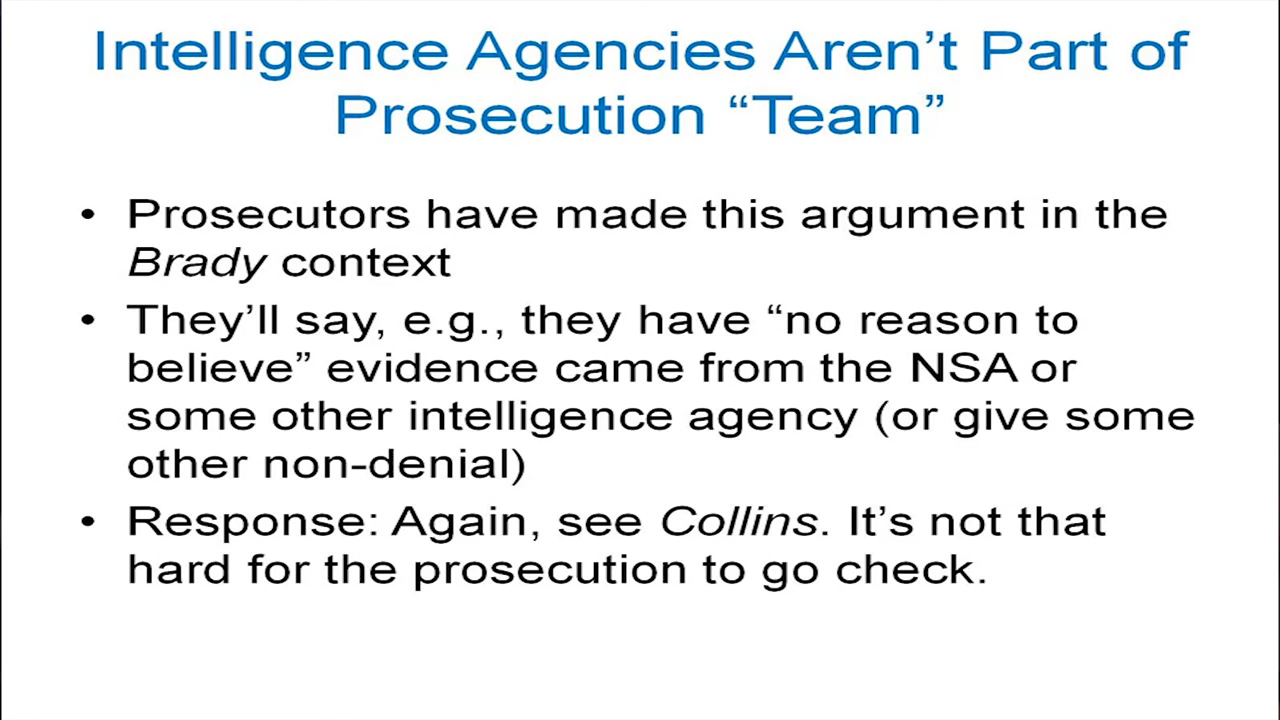 Intelligence Agencies Aren’t Part of
Prosecution “Team”
• Prosecutors have made this argument in the
Brady context
• They’ll say, e.g., they have “no reason to
believe” evidence came from the NSA or
some other intelligence agency (or give some
other non-denial)
• Response: Again, see Collins. It’s not that
hard for the prosecution to go check.